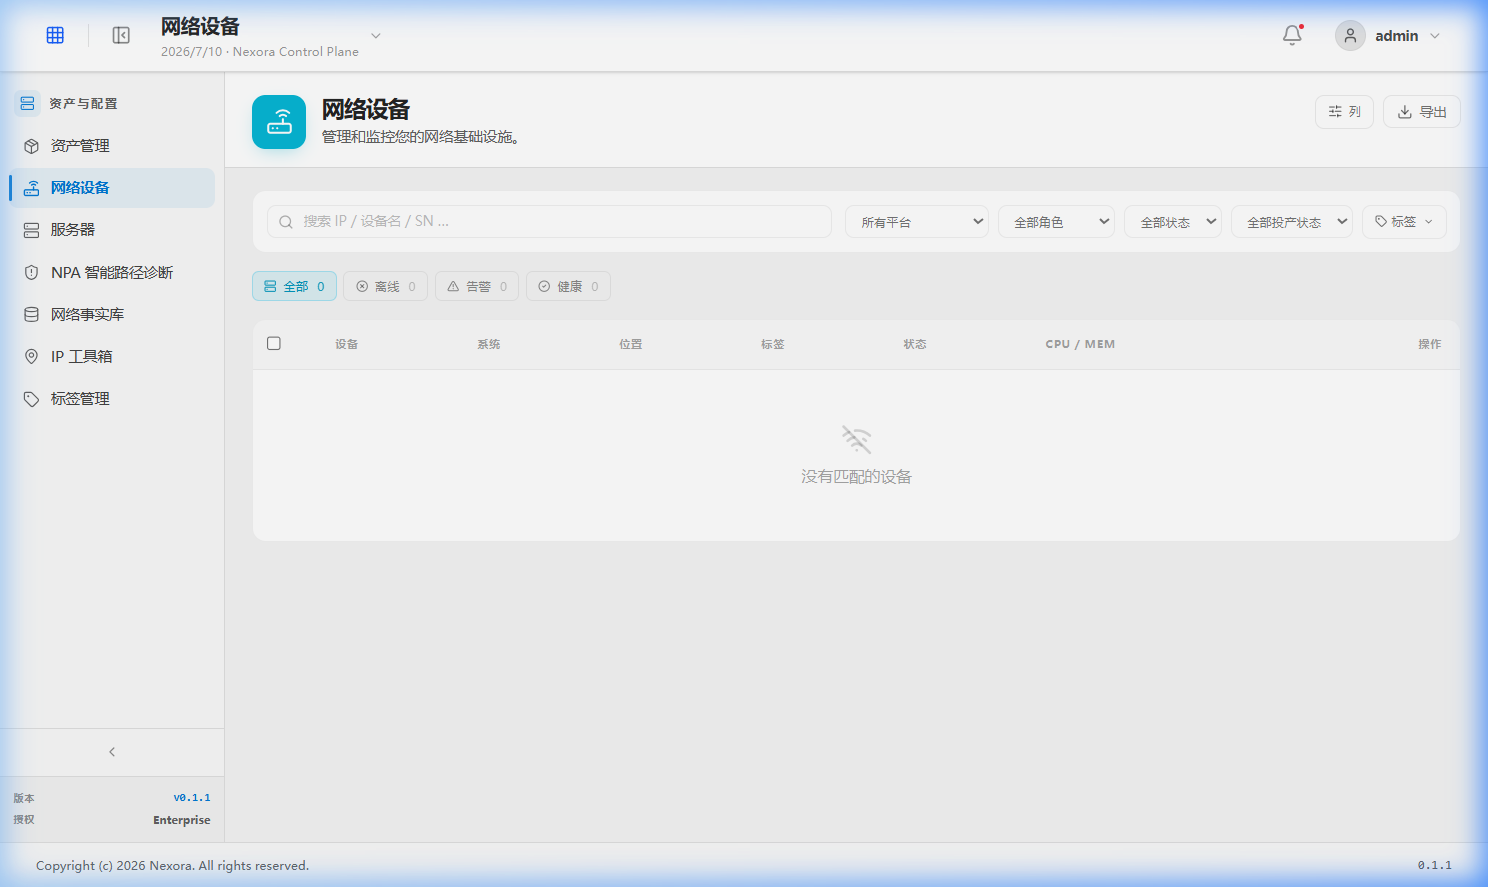 网络设备
2026/7/10 · Nexora Control Plane
admin
资产与配置
资产管理
网络设备
服务器
NPA 智能路径诊断
网络事实库
IP 工具箱
标签管理
版本 v0.1.1
授权 Enterprise
网络设备
管理和监控您的网络基础设施。
列
导出
搜索 IP / 设备名 / SN ...
所有平台
全部角色
全部状态
全部投产状态
标签
全部 0
离线 0
告警 0
健康 0
设备 系统 位置 标签 状态 CPU / MEM 操作
没有匹配的设备
Copyright (c) 2026 Nexora. All rights reserved.
0.1.1